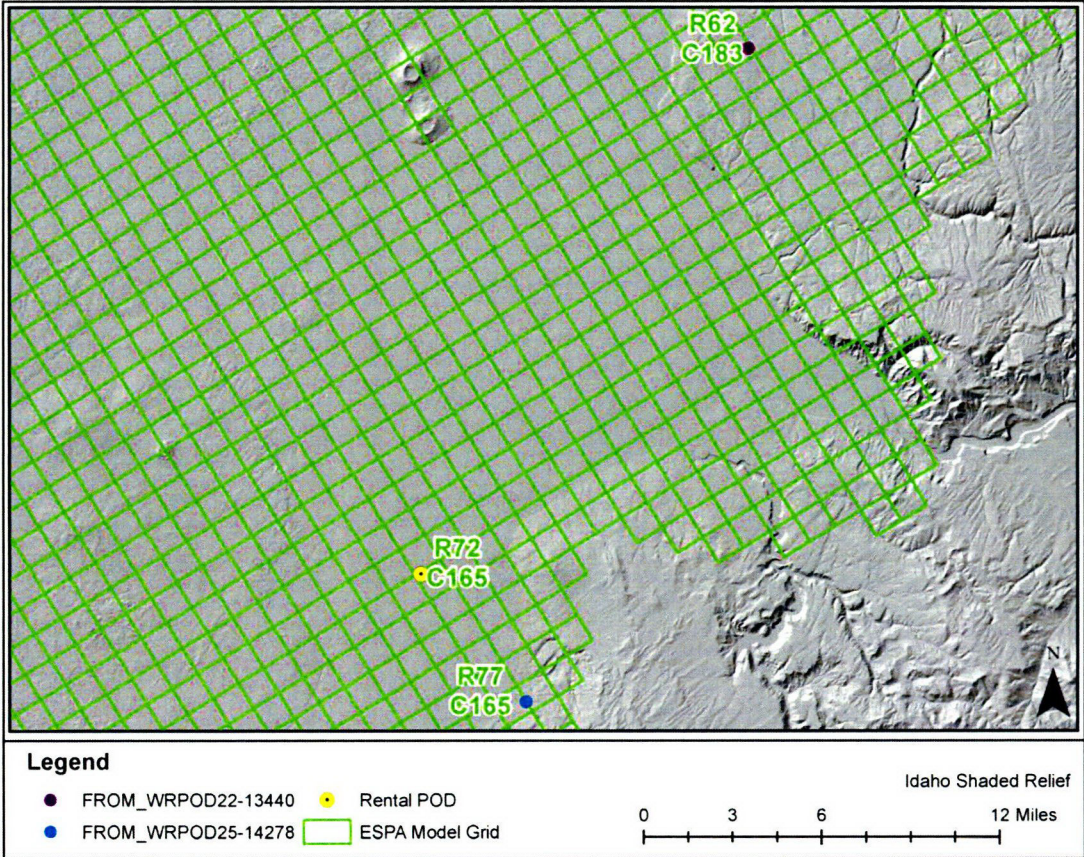 R62
C183
R72
C165
R77
C165
N
Legend
FROM_WRPOD22-13440
Rental POD
FROM_WRPOD25-14278
ESPA Model Grid
Idaho Shaded Relief
0 3 6 12 Miles